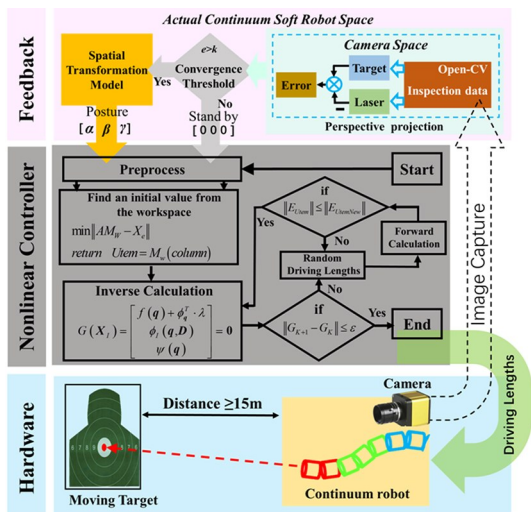 Actual Continuum Soft Robot Space
Feedback
Spatial
Transformation
Model
Yes
e>k
Convergence
Threshold
No
Stand by
[0 0 0]
Posture
[α β γ]
Camera Space
Error
Target
Laser
Open-CV
Inspection data
Perspective projection
Nonlinear Controller
Preprocess
Start
Find an initial value from
the workspace
min‖AM_W − X_e‖
return Utem = M_w(column)
Inverse Calculation
G(X_I) = [f(q) + ϕ_q^T · λ
ϕ_I(q,D)
ψ(q)] = 0
if
‖E_Utem‖ ≤ ‖E_UtemNew‖
Yes
No
Forward
Calculation
Random
Driving Lengths
No
if
‖G_{K+1} − G_K‖ ≤ ε
Yes
End
Image Capture
Driving Lengths
Hardware
Distance ≥15m
Camera
Moving Target
Continuum robot